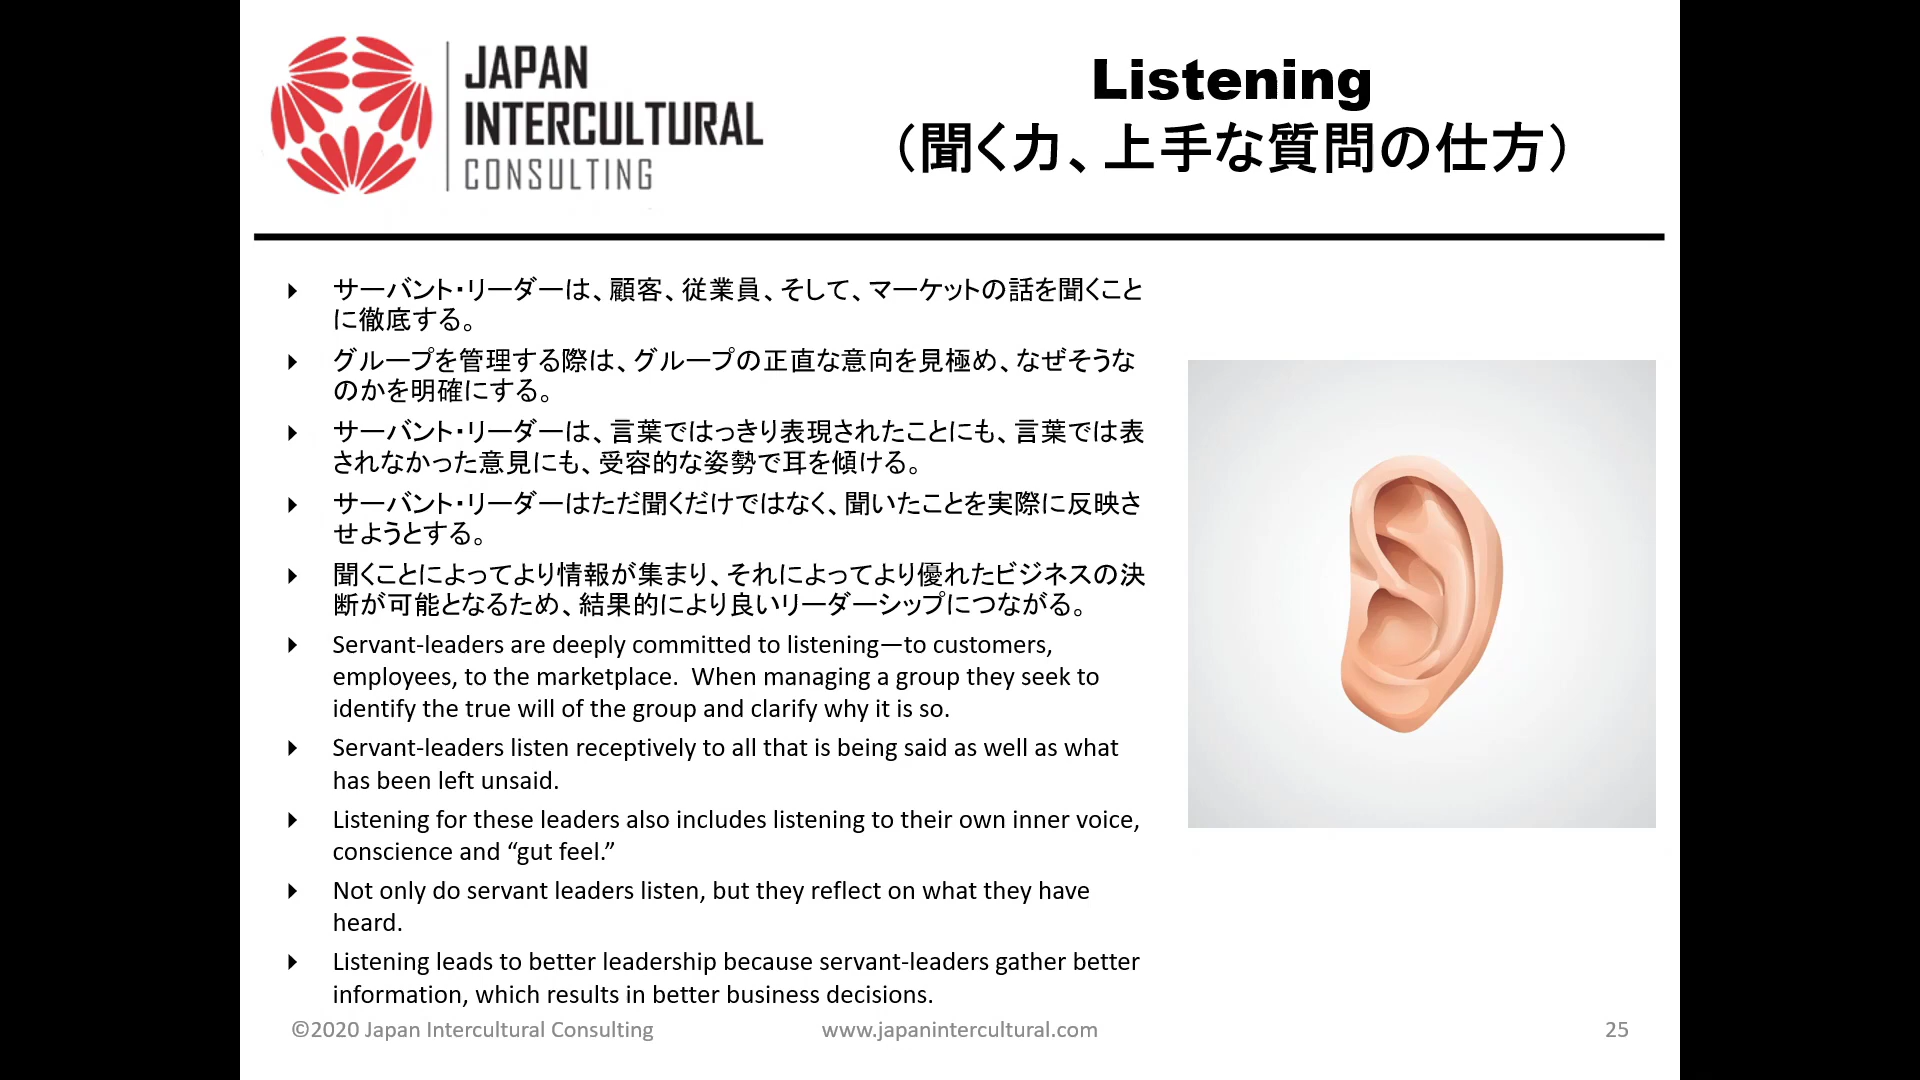 JAPAN
INTERCULTURAL
CONSULTING
Listening
（聞く力、上手な質問の仕方）
サーバント・リーダーは、顧客、従業員、そして、マーケットの話を聞くこと
に徹底する。
グループを管理する際は、グループの正直な意向を見極め、なぜそうな
のかを明確にする。
サーバント・リーダーは、言葉ではっきり表現されたことにも、言葉では表
されなかった意見にも、受容的な姿勢で耳を傾ける。
サーバント・リーダーはただ聞くだけではなく、聞いたことを実際に反映さ
せようとする。
聞くことによってより情報が集まり、それによってより優れたビジネスの決
断が可能となるため、結果的により良いリーダーシップにつながる。
Servant-leaders are deeply committed to listening—to customers,
employees, to the marketplace.  When managing a group they seek to
identify the true will of the group and clarify why it is so.
Servant-leaders listen receptively to all that is being said as well as what
has been left unsaid.
Listening for these leaders also includes listening to their own inner voice,
conscience and “gut feel.”
Not only do servant leaders listen, but they reflect on what they have
heard.
Listening leads to better leadership because servant-leaders gather better
information, which results in better business decisions.
©2020 Japan Intercultural Consulting
www.japanintercultural.com
25